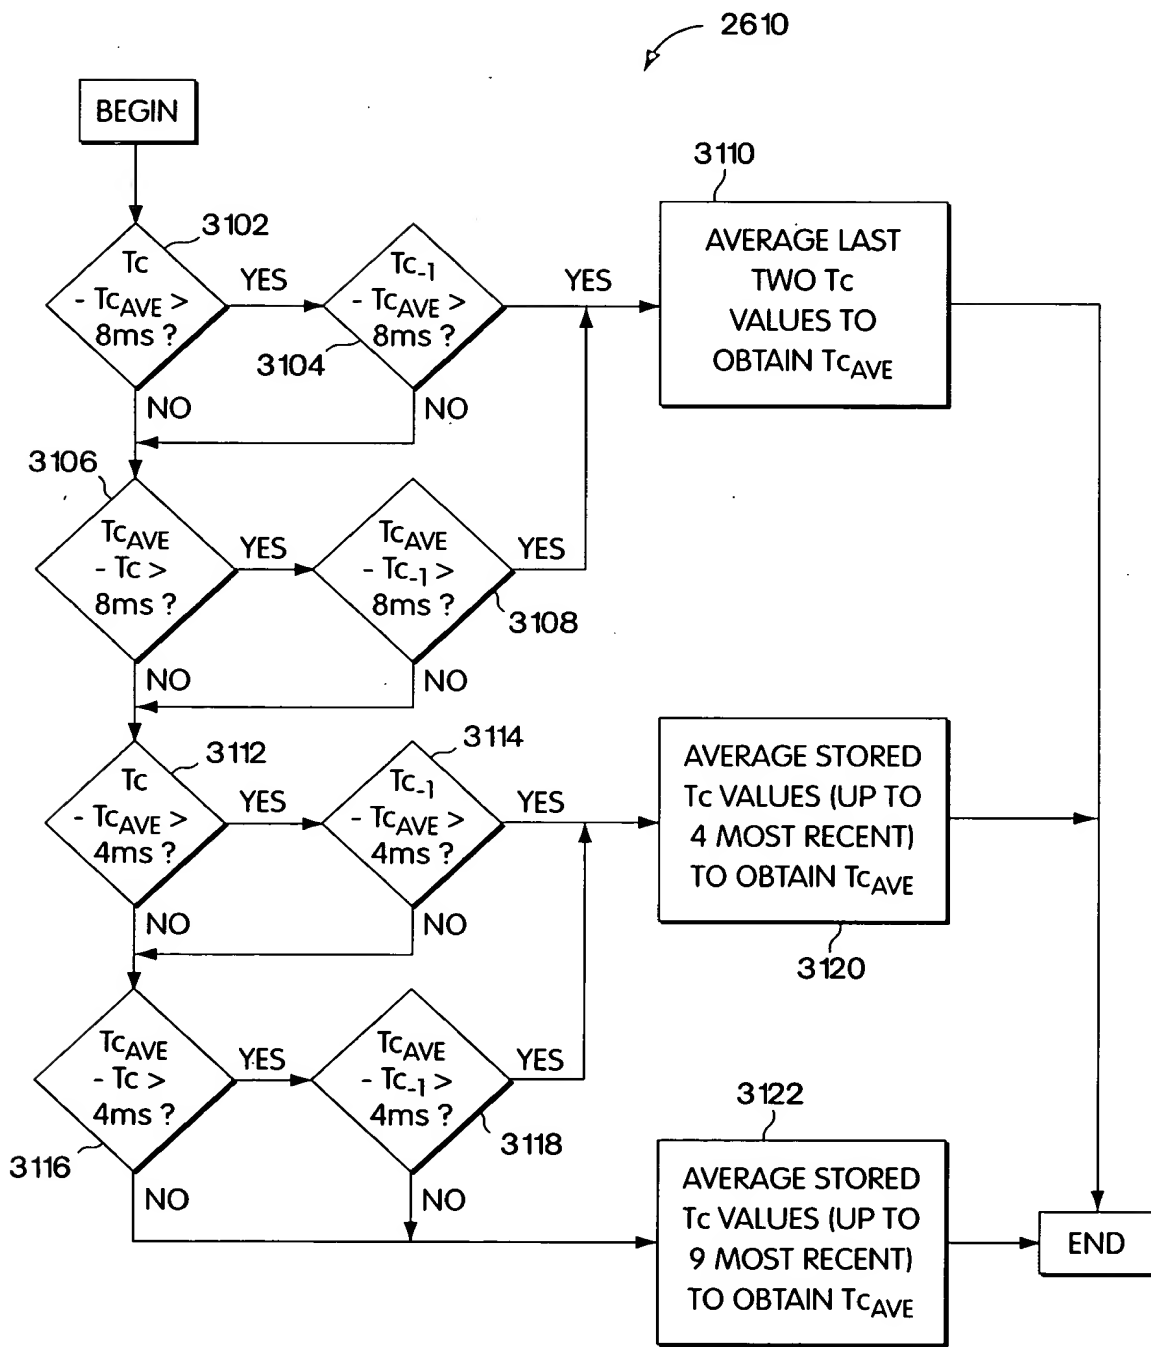 2610
BEGIN
3110
3102
Tc
- TcAVE >
8ms ?
YES
Tc-1
- TcAVE >
8ms ?
3104
YES
AVERAGE LAST
TWO Tc
VALUES TO
OBTAIN TcAVE
NO
NO
3106
TcAVE
- Tc >
8ms ?
YES
TcAVE
- Tc-1 >
8ms ?
YES
3108
NO
NO
3112
Tc
- TcAVE >
4ms ?
YES
3114
Tc-1
- TcAVE >
4ms ?
YES
AVERAGE STORED
Tc VALUES (UP TO
4 MOST RECENT)
TO OBTAIN TcAVE
3120
NO
NO
TcAVE
- Tc >
4ms ?
3116
YES
TcAVE
- Tc-1 >
4ms ?
3118
YES
NO
NO
3122
AVERAGE STORED
Tc VALUES (UP TO
9 MOST RECENT)
TO OBTAIN TcAVE
END